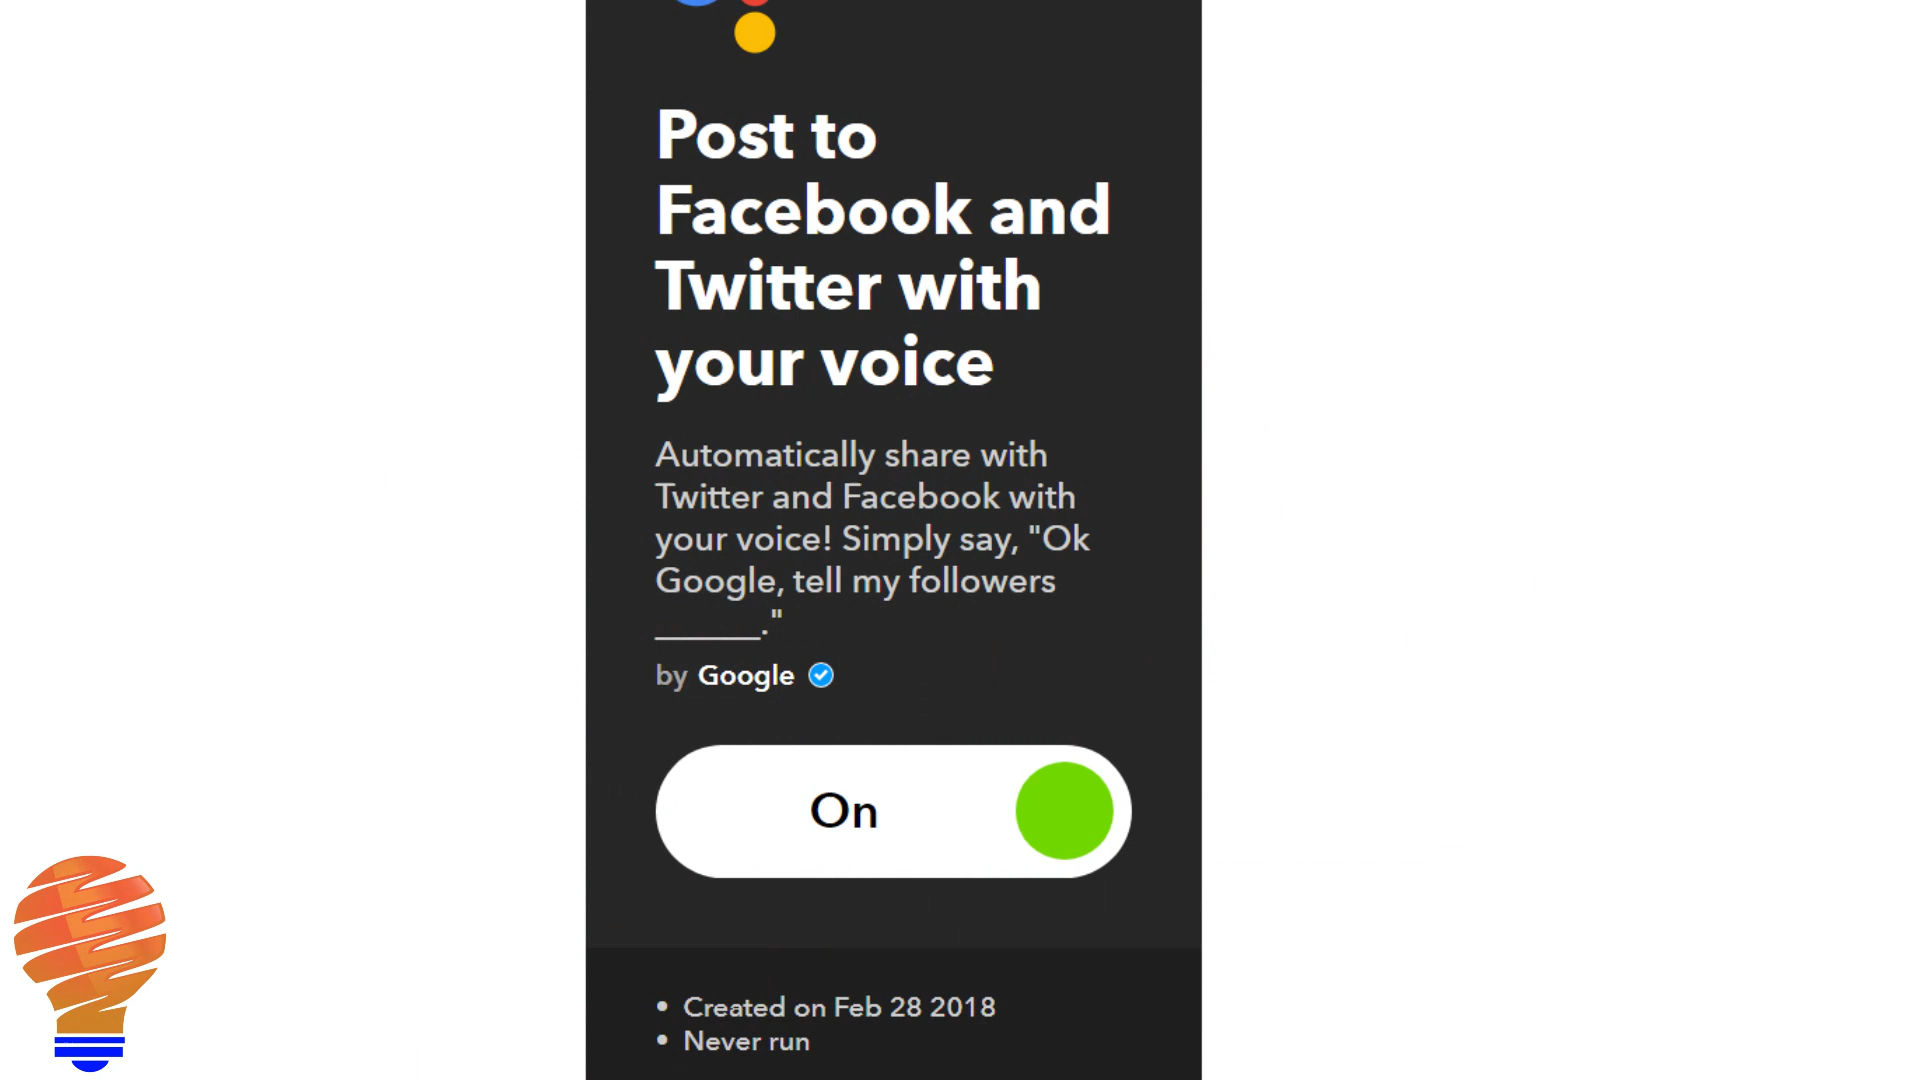 Post to
Facebook and
Twitter with
your voice
Automatically share with
Twitter and Facebook with
your voice! Simply say, "Ok
Google, tell my followers
______."
by Google
On
• Created on Feb 28 2018
• Never run